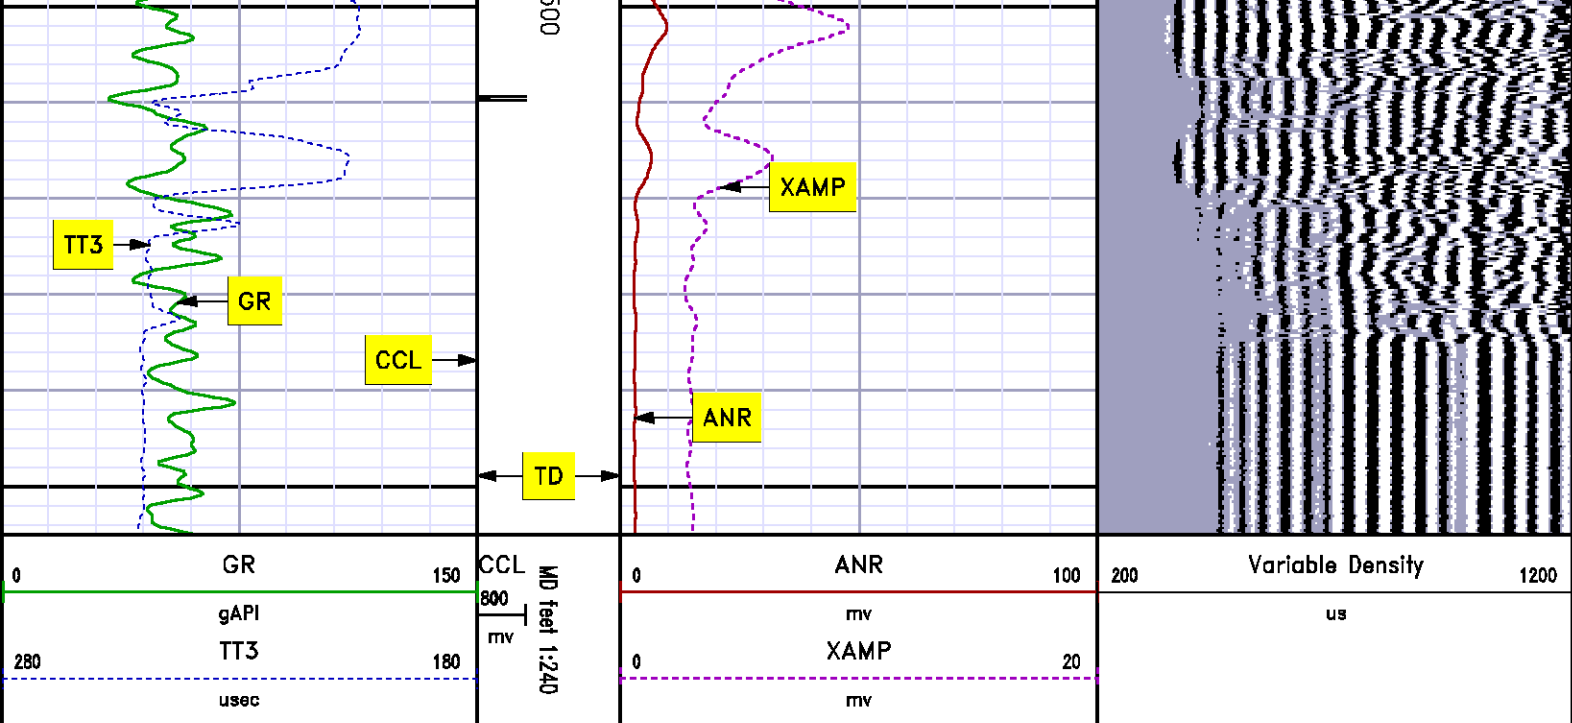 500
XAMP
TT3
GR
CCL
ANR
TD
GR
0 150
gAPI
TT3
280 180
usec
CCL
800
mv
MD feet 1:240
ANR
0 100
mv
XAMP
0 20
mv
Variable Density
200 1200
us